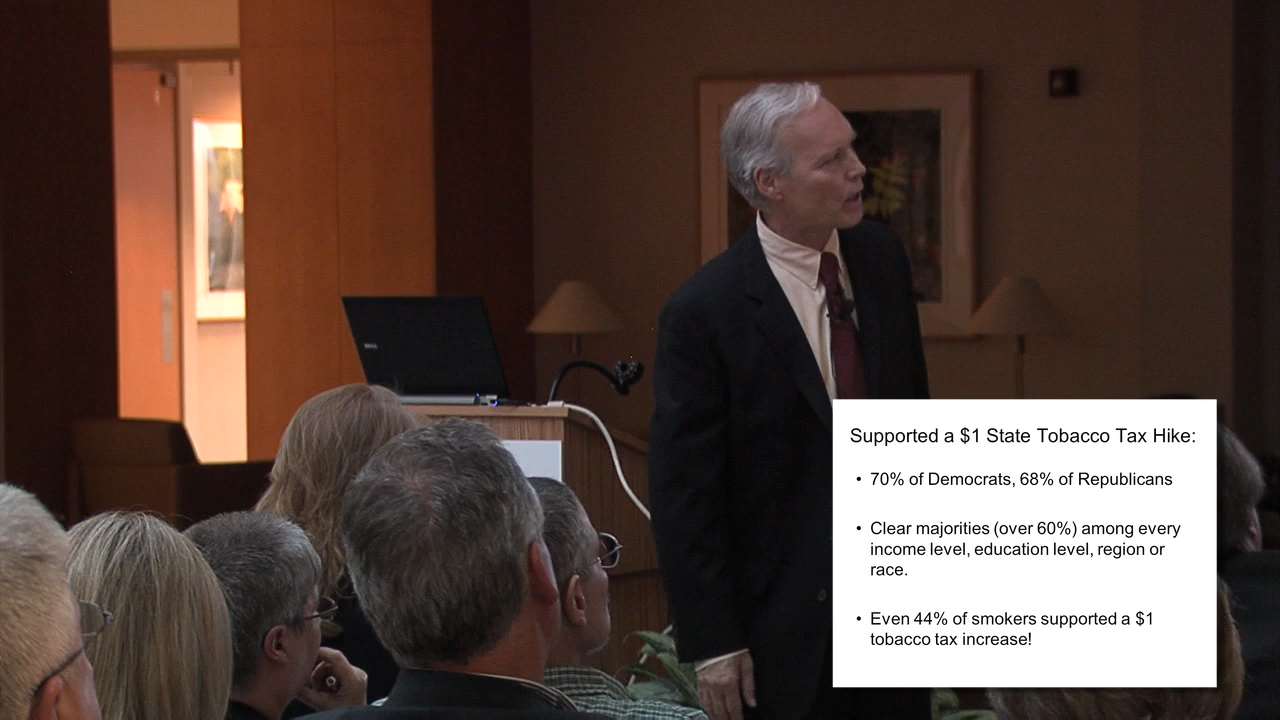 Supported a $1 State Tobacco Tax Hike:
• 70% of Democrats, 68% of Republicans
• Clear majorities (over 60%) among every
income level, education level, region or
race.
• Even 44% of smokers supported a $1
tobacco tax increase!